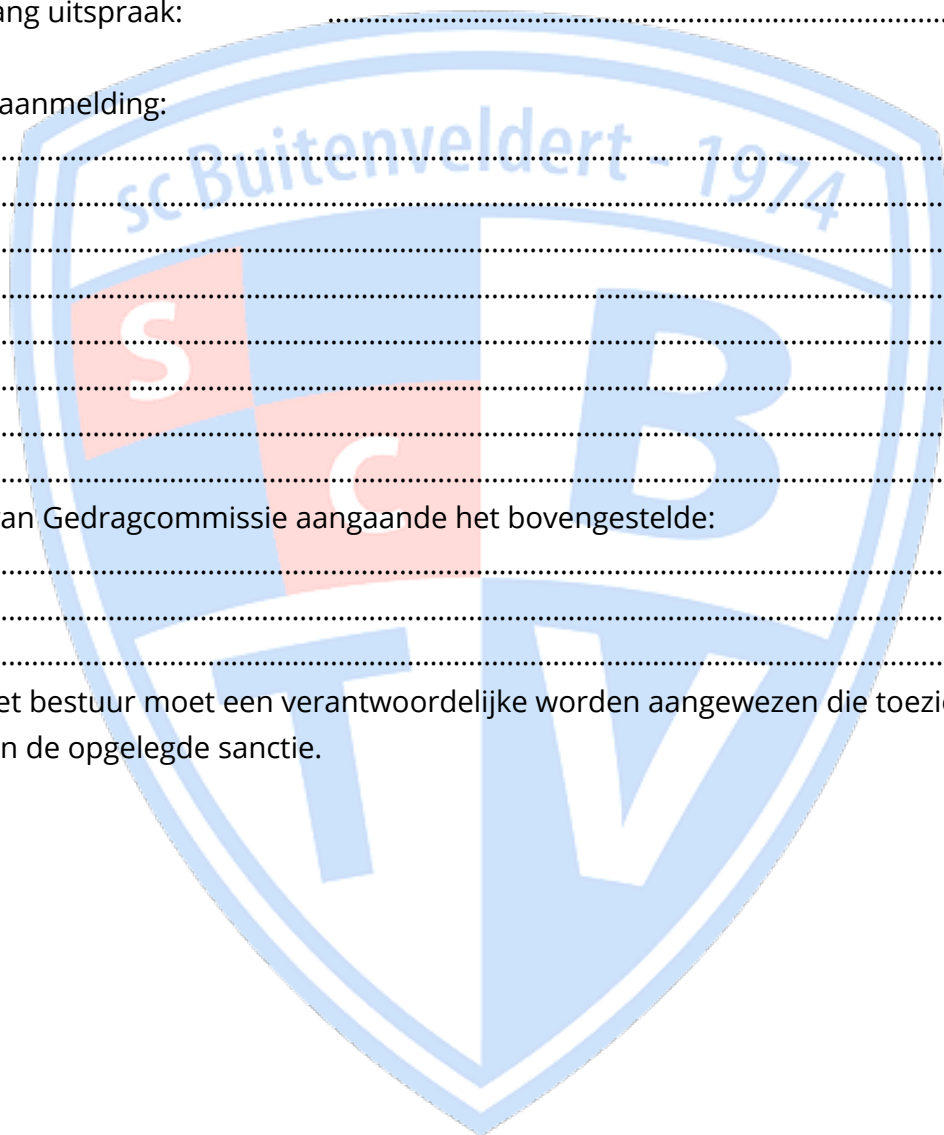 ang uitspraak: ................................................................................
aanmelding:
................................................................................
sc Buitenveldert - 1974
................................................................................
................................................................................
................................................................................
S
................................................................................
B
................................................................................
................................................................................
C
................................................................................
an Gedragcommissie aangaande het bovengestelde:
................................................................................
................................................................................
................................................................................
et bestuur moet een verantwoordelijke worden aangewezen die toezi
n de opgelegde sanctie.
T V